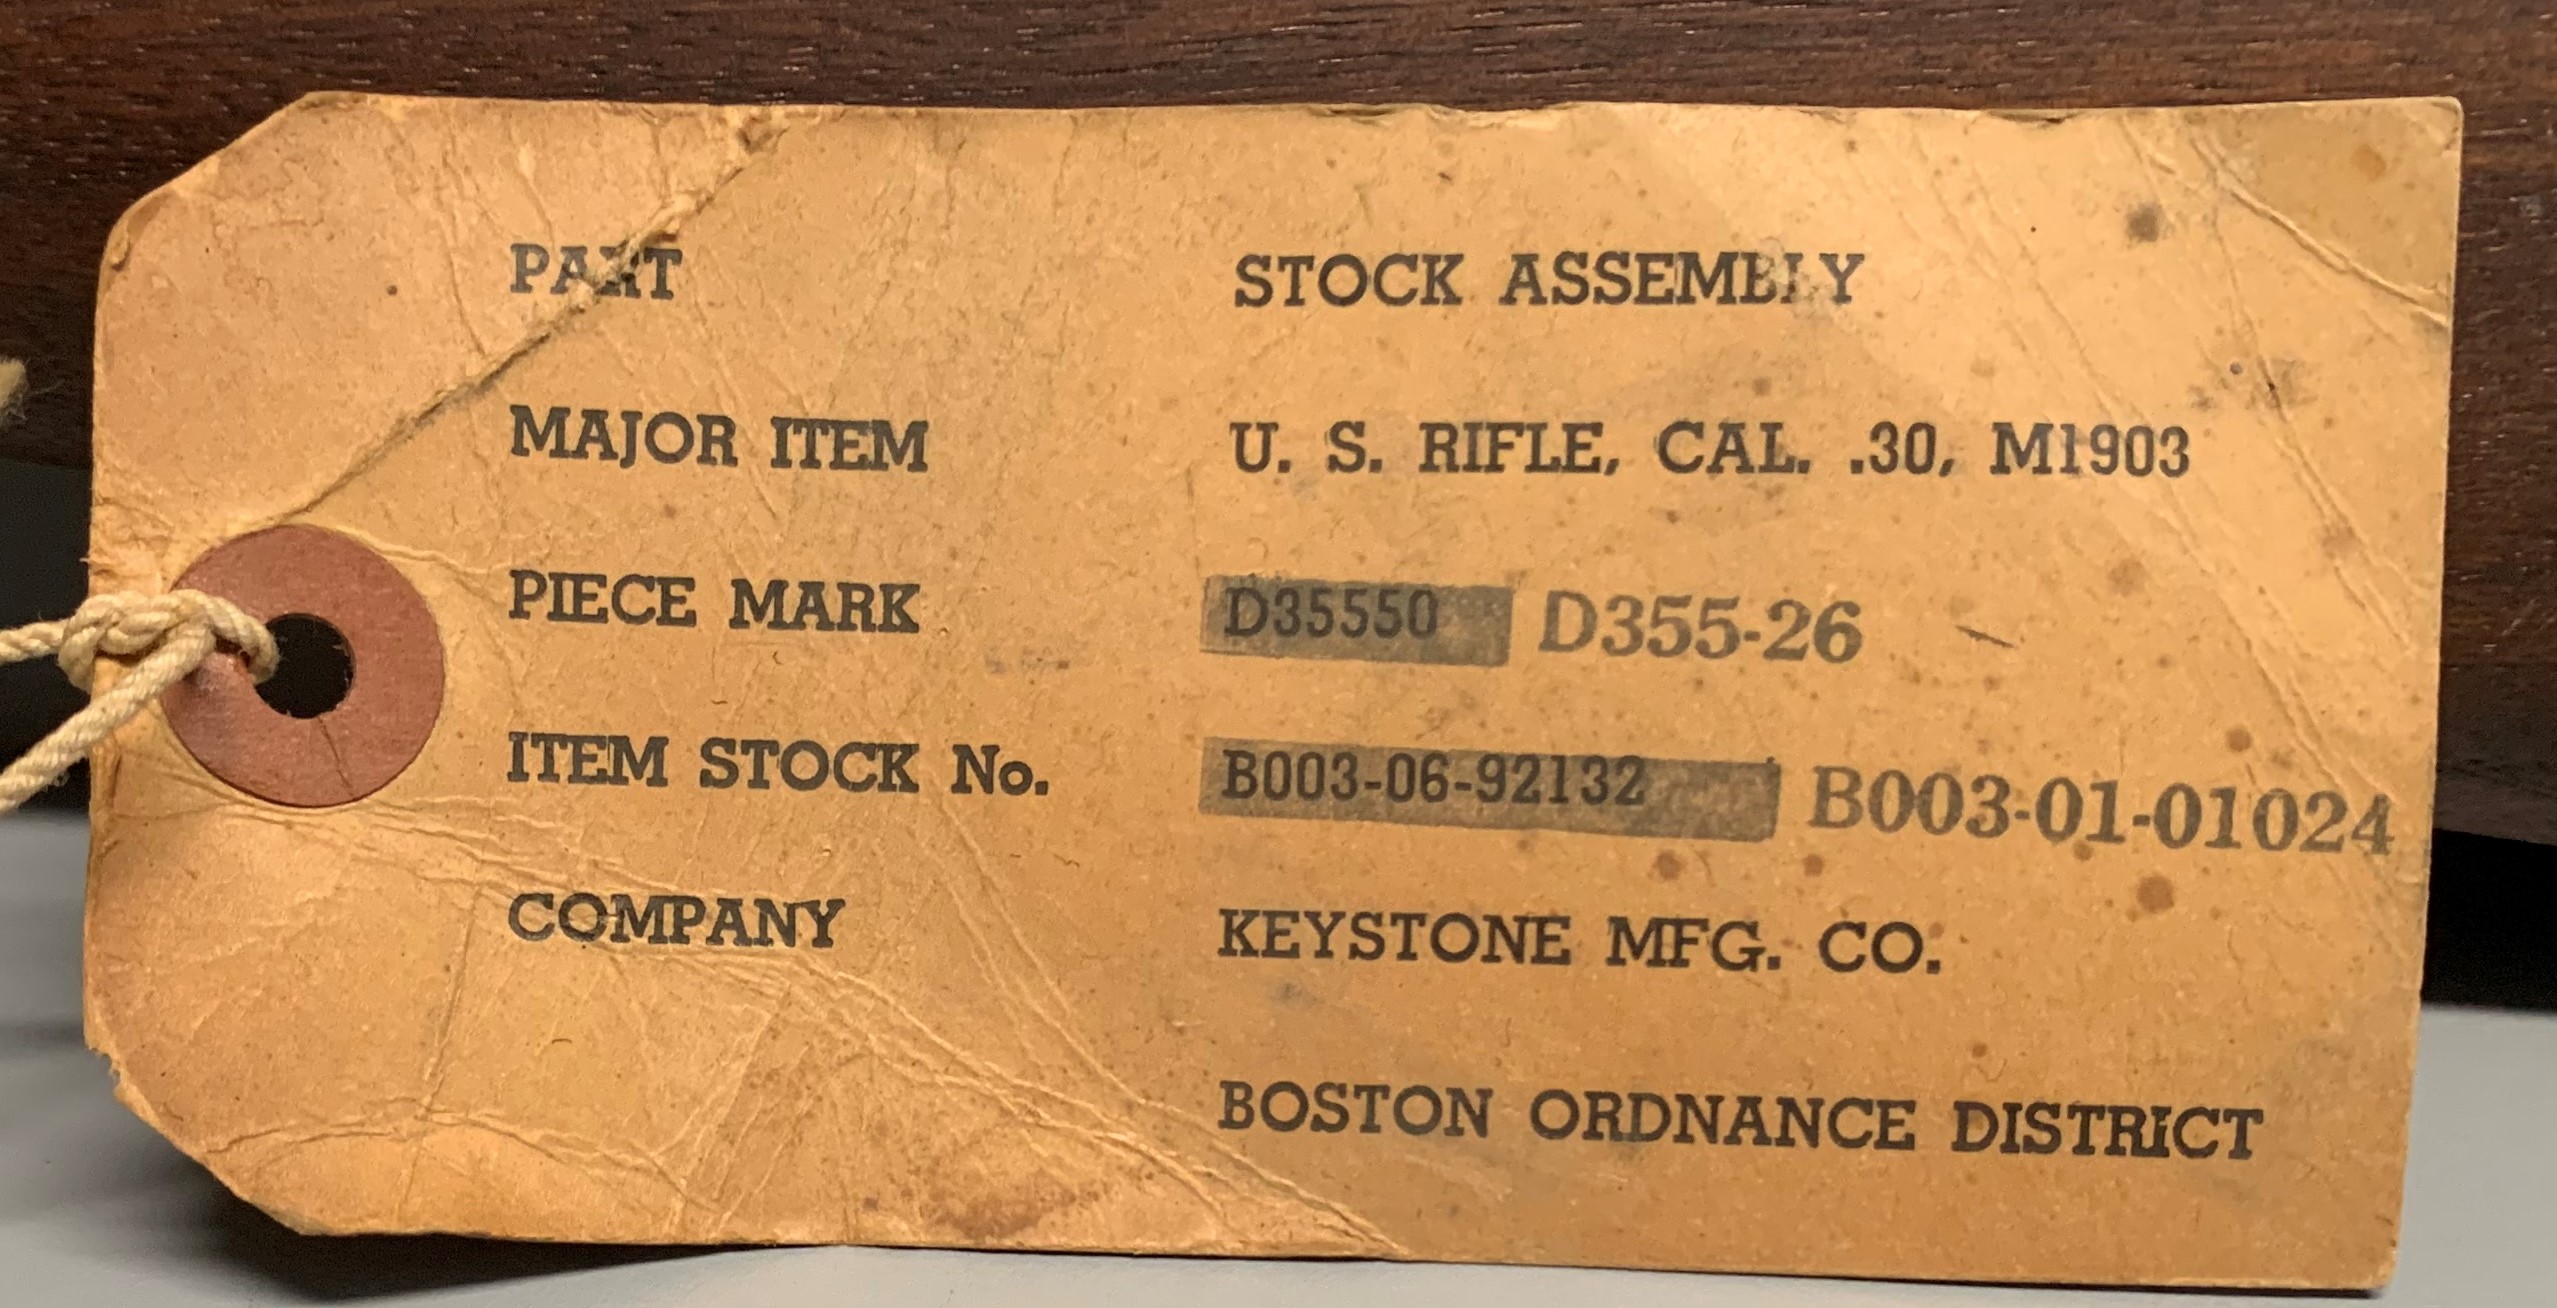 PART STOCK ASSEMBLY
MAJOR ITEM U. S. RIFLE, CAL. .30, M1903
PIECE MARK D35550 D355-26
ITEM STOCK No. B003-06-92132 B003-01-01024
COMPANY KEYSTONE MFG. CO.
BOSTON ORDNANCE DISTRICT